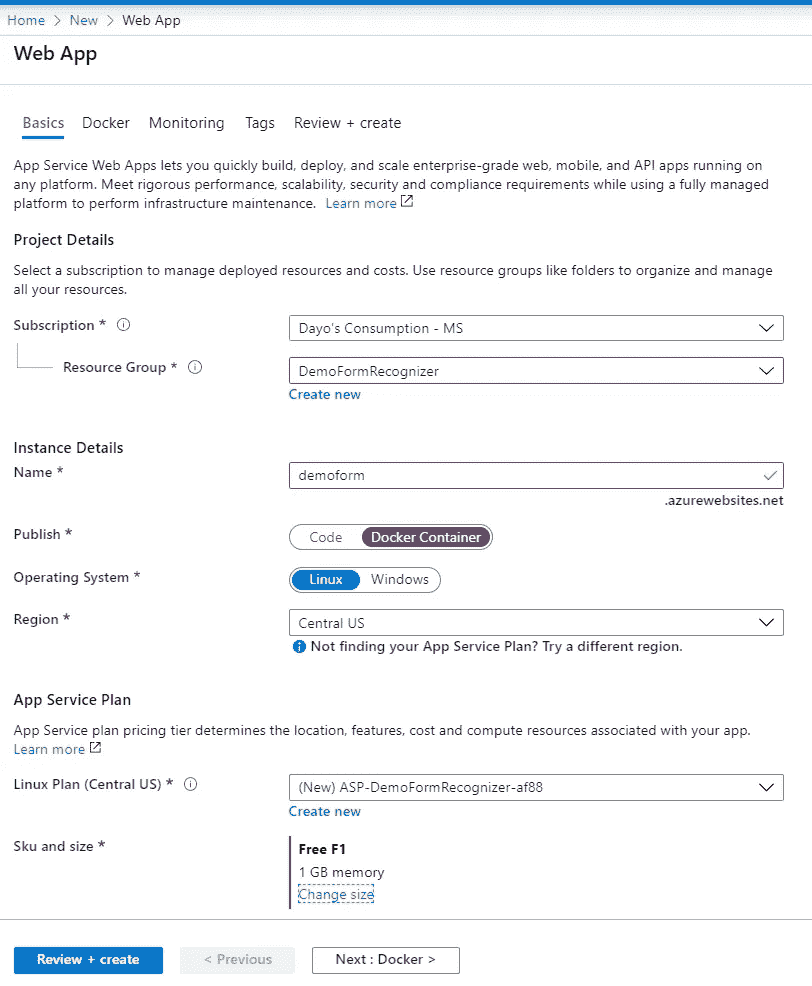 Home > New > Web App
Web App
Basics Docker Monitoring Tags Review + create
App Service Web Apps lets you quickly build, deploy, and scale enterprise-grade web, mobile, and API apps running on
any platform. Meet rigorous performance, scalability, security and compliance requirements while using a fully managed
platform to perform infrastructure maintenance. Learn more
Project Details
Select a subscription to manage deployed resources and costs. Use resource groups like folders to organize and manage
all your resources.
Subscription *
Dayo's Consumption - MS
Resource Group *
DemoFormRecognizer
Create new
Instance Details
Name *
demoform
.azurewebsites.net
Publish *
Code Docker Container
Operating System *
Linux Windows
Region *
Central US
Not finding your App Service Plan? Try a different region.
App Service Plan
App Service plan pricing tier determines the location, features, cost and compute resources associated with your app.
Learn more
Linux Plan (Central US) *
(New) ASP-DemoFormRecognizer-af88
Create new
Sku and size *
Free F1
1 GB memory
Change size
Review + create < Previous Next : Docker >